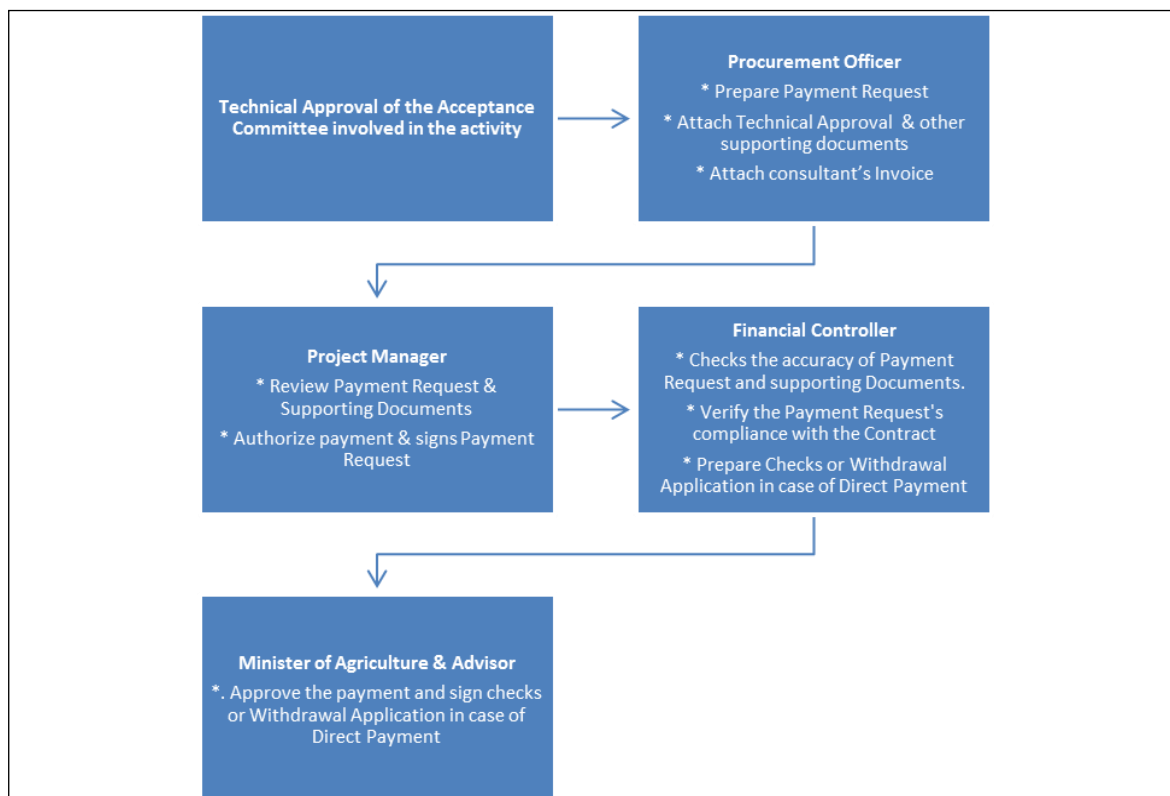 Technical Approval of the Acceptance
Committee involved in the activity
Procurement Officer
* Prepare Payment Request
* Attach Technical Approval & other
supporting documents
* Attach consultant’s Invoice
Project Manager
* Review Payment Request &
Supporting Documents
* Authorize payment & signs Payment
Request
Financial Controller
* Checks the accuracy of Payment
Request and supporting Documents.
* Verify the Payment Request's
compliance with the Contract
* Prepare Checks or Withdrawal
Application in case of Direct Payment
Minister of Agriculture & Advisor
*. Approve the payment and sign checks
or Withdrawal Application in case of
Direct Payment